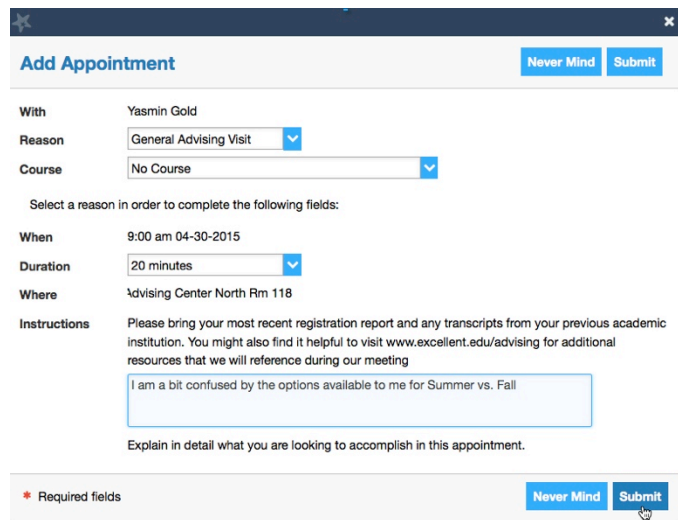 Add Appointment
Never Mind Submit
With Yasmin Gold
Reason General Advising Visit
Course No Course
Select a reason in order to complete the following fields:
When 9:00 am 04-30-2015
Duration 20 minutes
Where Advising Center North Rm 118
Instructions Please bring your most recent registration report and any transcripts from your previous academic
institution. You might also find it helpful to visit www.excellent.edu/advising for additional
resources that we will reference during our meeting
I am a bit confused by the options available to me for Summer vs. Fall
Explain in detail what you are looking to accomplish in this appointment.
* Required fields
Never Mind Submit